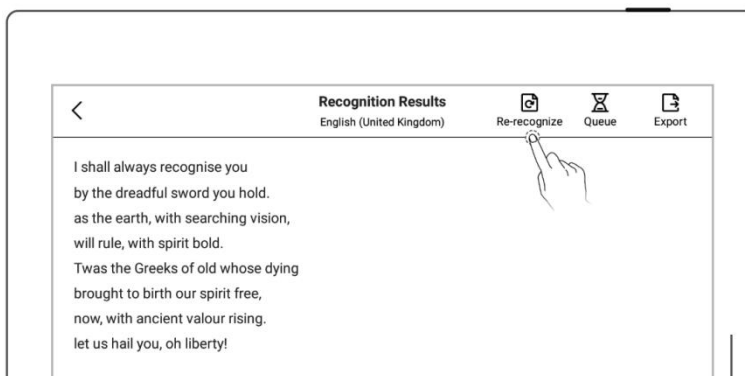 Recognition Results
English (United Kingdom)
Re-recognize
Queue
Export
I shall always recognise you
by the dreadful sword you hold.
as the earth, with searching vision,
will rule, with spirit bold.
Twas the Greeks of old whose dying
brought to birth our spirit free,
now, with ancient valour rising.
let us hail you, oh liberty!